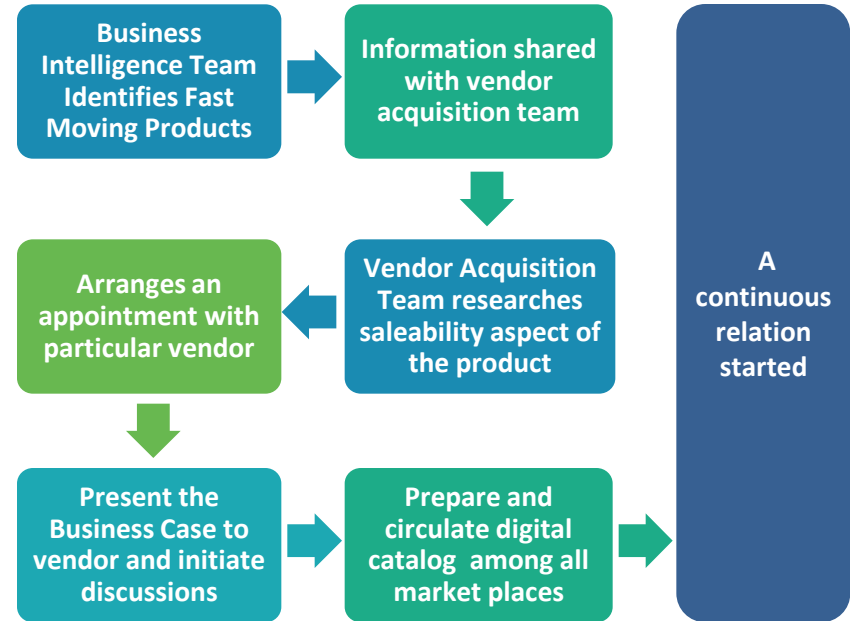 Business
Intelligence Team
Identifies Fast
Moving Products
Information shared
with vendor
acquisition team
Vendor Acquisition
Team researches
saleability aspect of
the product
Arranges an
appointment with
particular vendor
Present the
Business Case to
vendor and initiate
discussions
Prepare and
circulate digital
catalog  among all
market places
A
continuous
relation
started